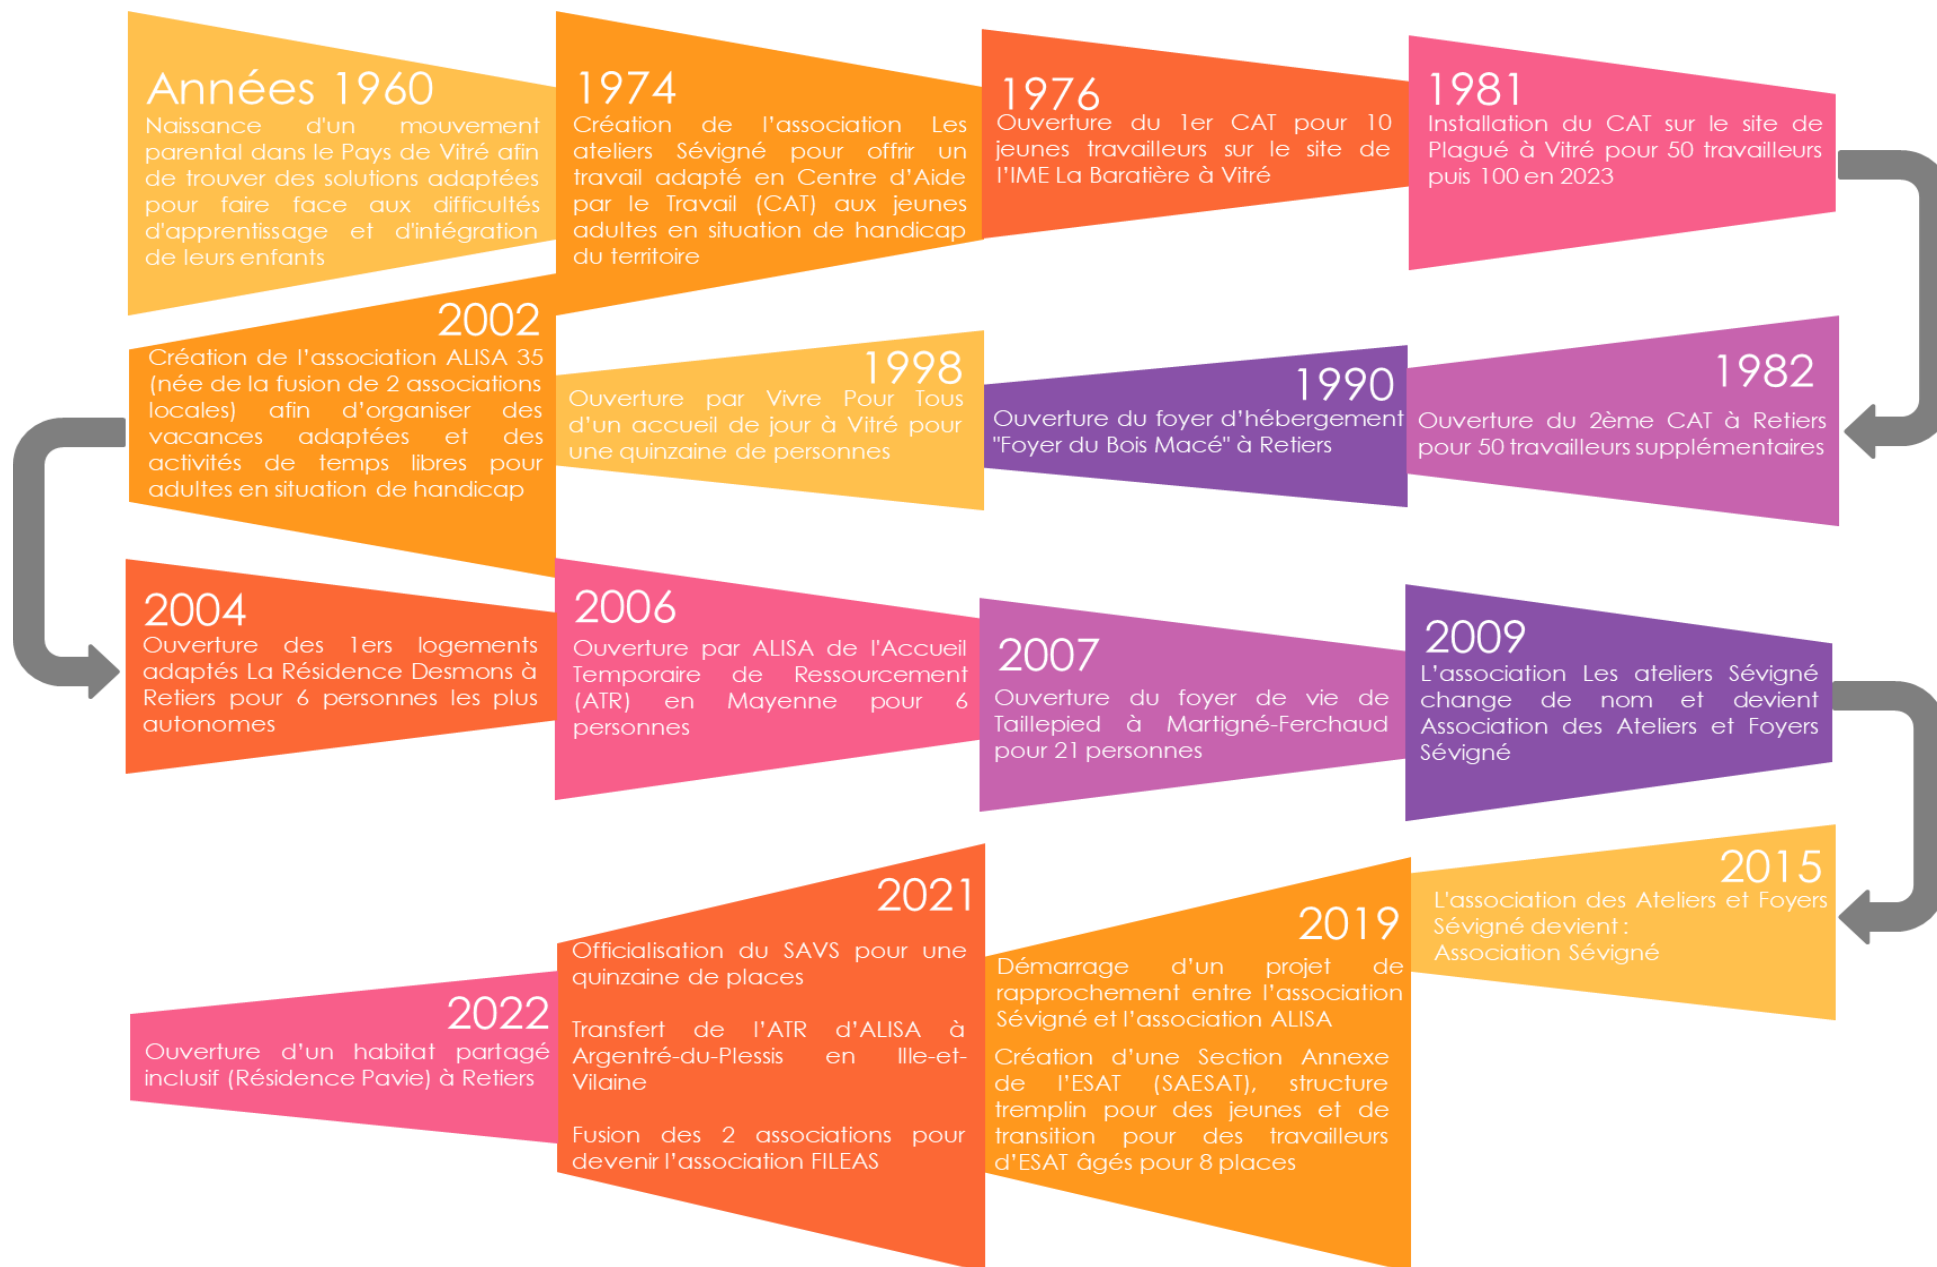 Années 1960
Naissance d'un mouvement
parental dans le Pays de Vitré afin
de trouver des solutions adaptées
pour faire face aux difficultés
d'apprentissage et d'intégration
de leurs enfants
1974
Création de l'association Les
ateliers Sévigné pour offrir un
travail adapté en Centre d'Aide
par le Travail (CAT) aux jeunes
adultes en situation de handicap
du territoire
1976
Ouverture du 1er CAT pour 10
jeunes travailleurs sur le site de
l'IME La Baratière à Vitré
1981
Installation du CAT sur le site de
Plagué à Vitré pour 50 travailleurs
puis 100 en 2023
1982
Ouverture du 2ème CAT à Retiers
pour 50 travailleurs supplémentaires
1990
Ouverture du foyer d'hébergement
"Foyer du Bois Macé" à Retiers
1998
Ouverture par Vivre Pour Tous
d'un accueil de jour à Vitré pour
une quinzaine de personnes
2002
Création de l'association ALISA 35
(née de la fusion de 2 associations
locales) afin d'organiser des
vacances adaptées et des
activités de temps libres pour
adultes en situation de handicap
2004
Ouverture des 1ers logements
adaptés La Résidence Desmons à
Retiers pour 6 personnes les plus
autonomes
2006
Ouverture par ALISA de l'Accueil
Temporaire de Ressourcement
(ATR) en Mayenne pour 6
personnes
2007
Ouverture du foyer de vie de
Taillepied à Martigné-Ferchaud
pour 21 personnes
2009
L'association Les ateliers Sévigné
change de nom et devient
Association des Ateliers et Foyers
Sévigné
2015
L'association des Ateliers et Foyers
Sévigné devient :
Association Sévigné
2019
Démarrage d'un projet de
rapprochement entre l'association
Sévigné et l'association ALISA
Création d'une Section Annexe
de l'ESAT (SAESAT), structure
tremplin pour des jeunes et de
transition pour des travailleurs
d'ESAT âgés pour 8 places
2021
Officialisation du SAVS pour une
quinzaine de places
Transfert de l'ATR d'ALISA à
Argentré-du-Plessis en Ille-et-
Vilaine
Fusion des 2 associations pour
devenir l'association FILEAS
2022
Ouverture d'un habitat partagé
inclusif (Résidence Pavie) à Retiers